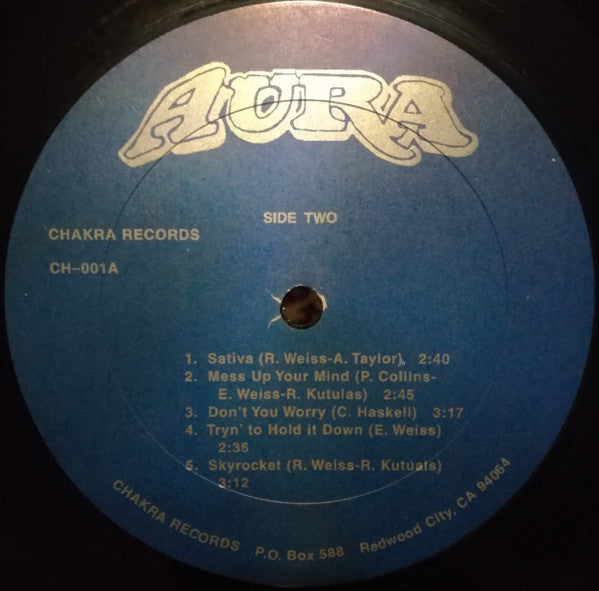 AURA
SIDE TWO
CHAKRA RECORDS
CH-001A
1. Sativa (R. Weiss-A. Taylor), 2:40
2. Mess Up Your Mind (P. Collins-
E. Weiss-R. Kutulas) 2:45
3. Don't You Worry (C. Haskell) 3:17
4. Tryn' to Hold it Down (E. Weiss)
2:36
5. Skyrocket (R. Weiss-R. Kutuals)
3:12
CHAKRA RECORDS P.O. Box 588 Redwood City, CA 94064